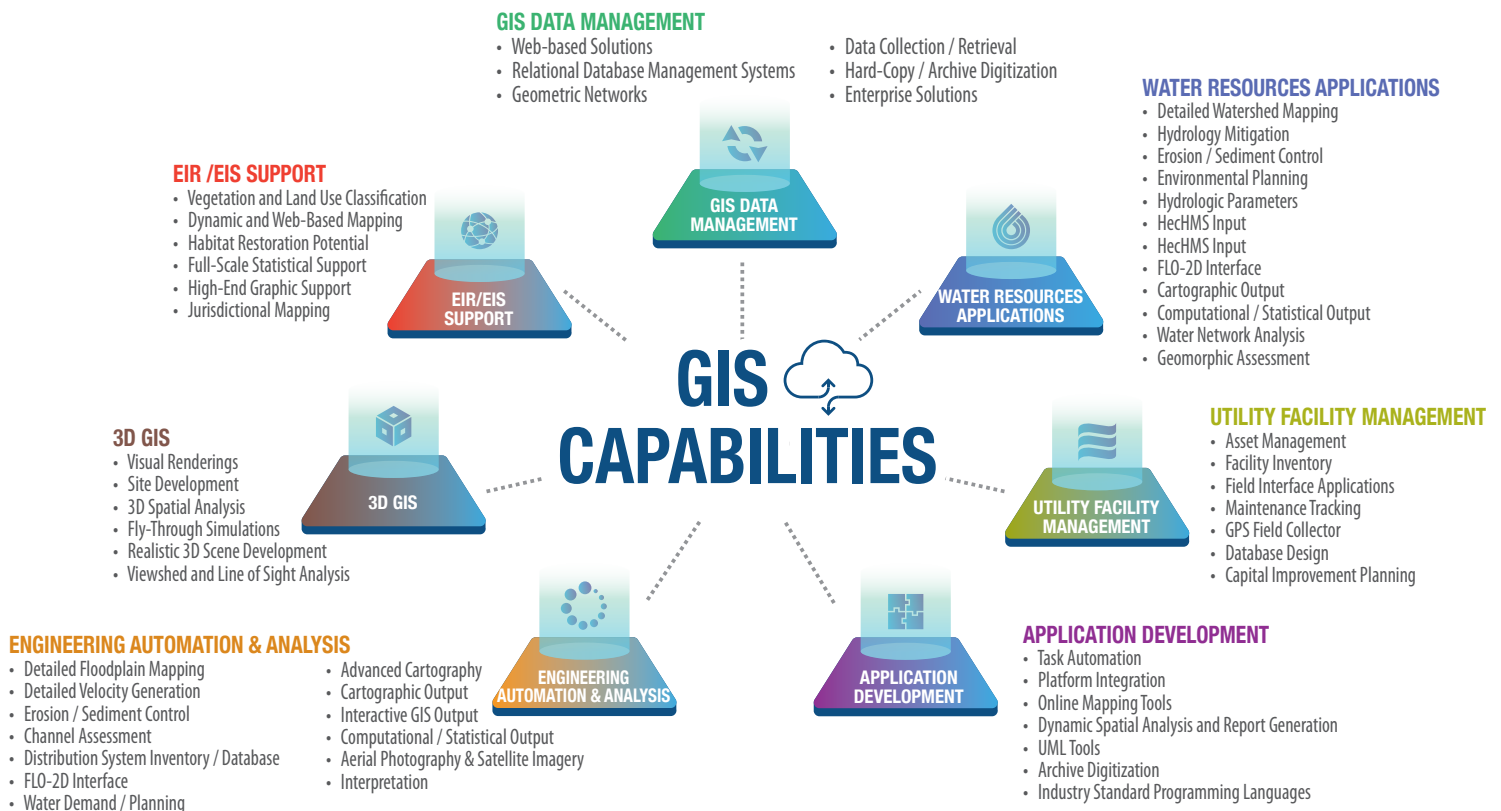 GIS DATA MANAGEMENT
• Web-based Solutions
• Relational Database Management Systems
• Geometric Networks
• Data Collection / Retrieval
• Hard-Copy / Archive Digitization
• Enterprise Solutions
GIS DATA
MANAGEMENT
WATER RESOURCES APPLICATIONS
• Detailed Watershed Mapping
• Hydrology Mitigation
• Erosion / Sediment Control
• Environmental Planning
• Hydrologic Parameters
• HecHMS Input
• HecHMS Input
• FLO-2D Interface
• Cartographic Output
• Computational / Statistical Output
• Water Network Analysis
• Geomorphic Assessment
WATER RESOURCES
APPLICATIONS
EIR /EIS SUPPORT
• Vegetation and Land Use Classification
• Dynamic and Web-Based Mapping
• Habitat Restoration Potential
• Full-Scale Statistical Support
• High-End Graphic Support
• Jurisdictional Mapping
EIR/EIS
SUPPORT
GIS
CAPABILITIES
3D GIS
• Visual Renderings
• Site Development
• 3D Spatial Analysis
• Fly-Through Simulations
• Realistic 3D Scene Development
• Viewshed and Line of Sight Analysis
3D GIS
UTILITY FACILITY MANAGEMENT
• Asset Management
• Facility Inventory
• Field Interface Applications
• Maintenance Tracking
• GPS Field Collector
• Database Design
• Capital Improvement Planning
UTILITY FACILITY
MANAGEMENT
ENGINEERING AUTOMATION & ANALYSIS
• Detailed Floodplain Mapping
• Detailed Velocity Generation
• Erosion / Sediment Control
• Channel Assessment
• Distribution System Inventory / Database
• FLO-2D Interface
• Water Demand / Planning
• Advanced Cartography
• Cartographic Output
• Interactive GIS Output
• Computational / Statistical Output
• Aerial Photography & Satellite Imagery
• Interpretation
ENGINEERING
AUTOMATION & ANALYSIS
APPLICATION
DEVELOPMENT
APPLICATION DEVELOPMENT
• Task Automation
• Platform Integration
• Online Mapping Tools
• Dynamic Spatial Analysis and Report Generation
• UML Tools
• Archive Digitization
• Industry Standard Programming Languages